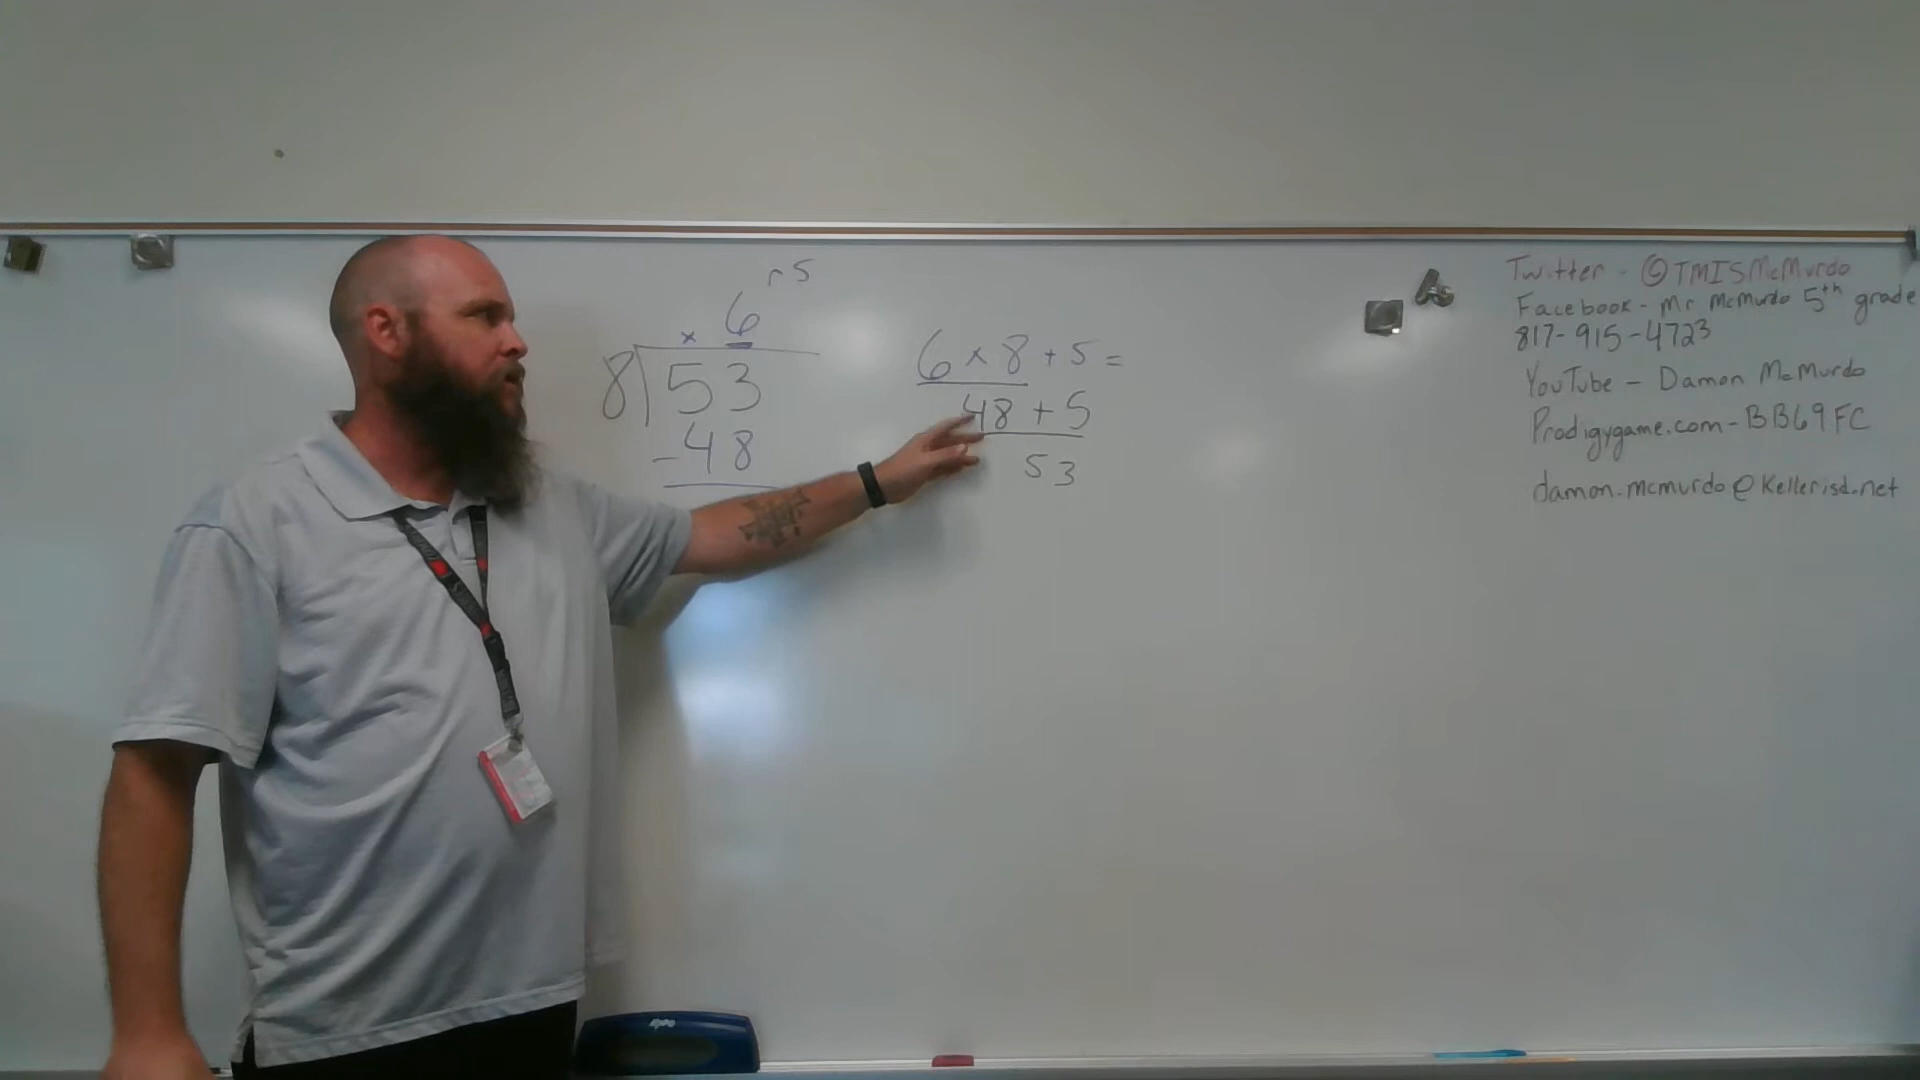 r5
x 6
8 53
-48
6 x 8 + 5 =
48 + 5
53
Twitter - @TMISMcMurdo
Facebook - Mr McMurdo 5th grade
817-915-4723
YouTube - Damon McMurdo
Prodigygame.com - BB69FC
damon.mcmurdo@kellerisd.net
expo